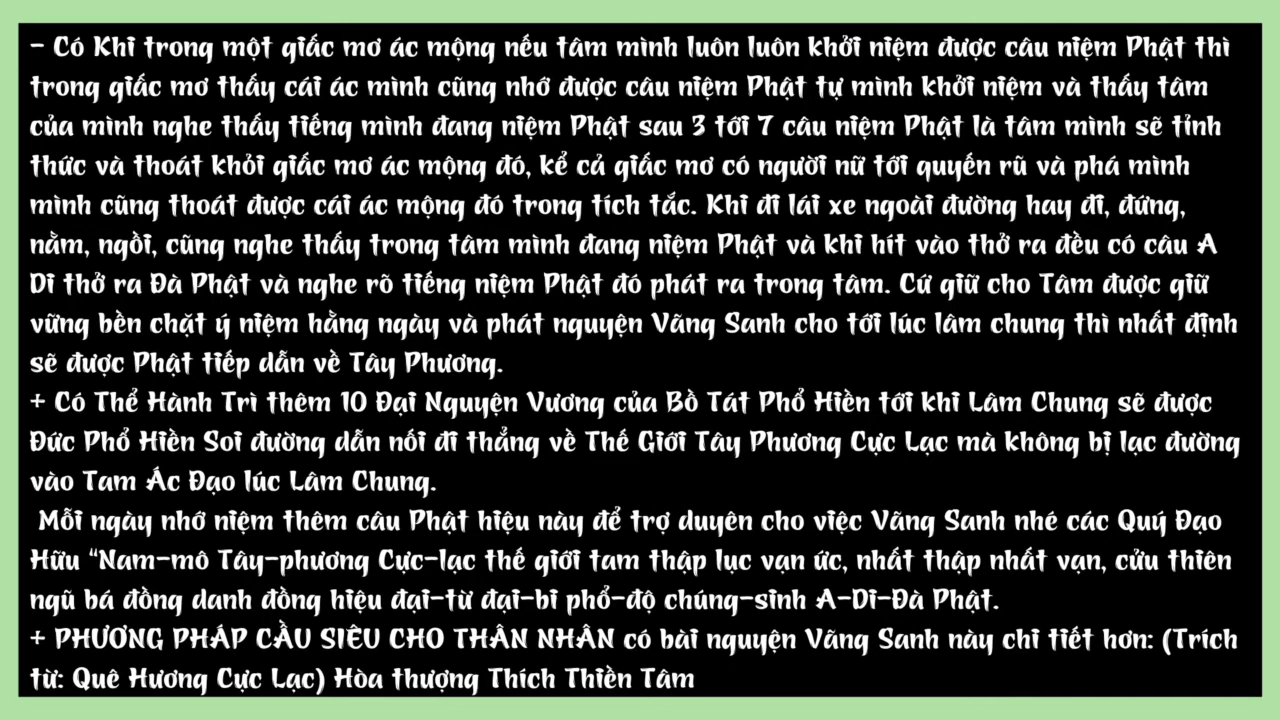 - Có Khi trong một giấc mơ ác mộng nếu tâm mình luôn luôn khởi niệm được câu niệm Phật thì
trong giấc mơ thấy cái ác mình cũng nhớ được câu niệm Phật tự mình khởi niệm và thấy tâm
của mình nghe thấy tiếng mình đang niệm Phật sau 3 tới 7 câu niệm Phật là tâm mình sẽ tỉnh
thức và thoát khỏi giấc mơ ác mộng đó, kể cả giấc mơ có người nữ tới quyến rũ và phá mình
mình cũng thoát được cái ác mộng đó trong tích tắc. Khi đi lái xe ngoài đường hay đi, đứng,
nằm, ngồi, cũng nghe thấy trong tâm mình đang niệm Phật và khi hít vào thở ra đều có câu A
Di thở ra Đà Phật và nghe rõ tiếng niệm Phật đó phát ra trong tâm. Cứ giữ cho Tâm được giữ
vững bền chặt ý niệm hằng ngày và phát nguyện Vãng Sanh cho tới lúc lâm chung thì nhất định
sẽ được Phật tiếp dẫn về Tây Phương.
+ Có Thể Hành Trì thêm 10 Đại Nguyện Vương của Bồ Tát Phổ Hiền tới khi Lâm Chung sẽ được
Đức Phổ Hiền Soi đường dẫn nối đi thẳng về Thế Giới Tây Phương Cực Lạc mà không bị lạc đường
vào Tam Ác Đạo lúc Lâm Chung.
Mỗi ngày nhớ niệm thêm câu Phật hiệu này để trợ duyên cho việc Vãng Sanh nhé các Quý Đạo
Hữu "Nam-mô Tây-phương Cực-lạc thế giới tam thập lục vạn ức, nhất thập nhất vạn, cửu thiên
ngũ bá đồng danh đồng hiệu đại-từ đại-bi phổ-độ chúng-sinh A-Di-Đà Phật.
+ PHƯƠNG PHÁP CẦU SIÊU CHO THÂN NHÂN có bài nguyện Vãng Sanh này chi tiết hơn: (Trích
từ: Quê Hương Cực Lạc) Hòa thượng Thích Thiền Tâm